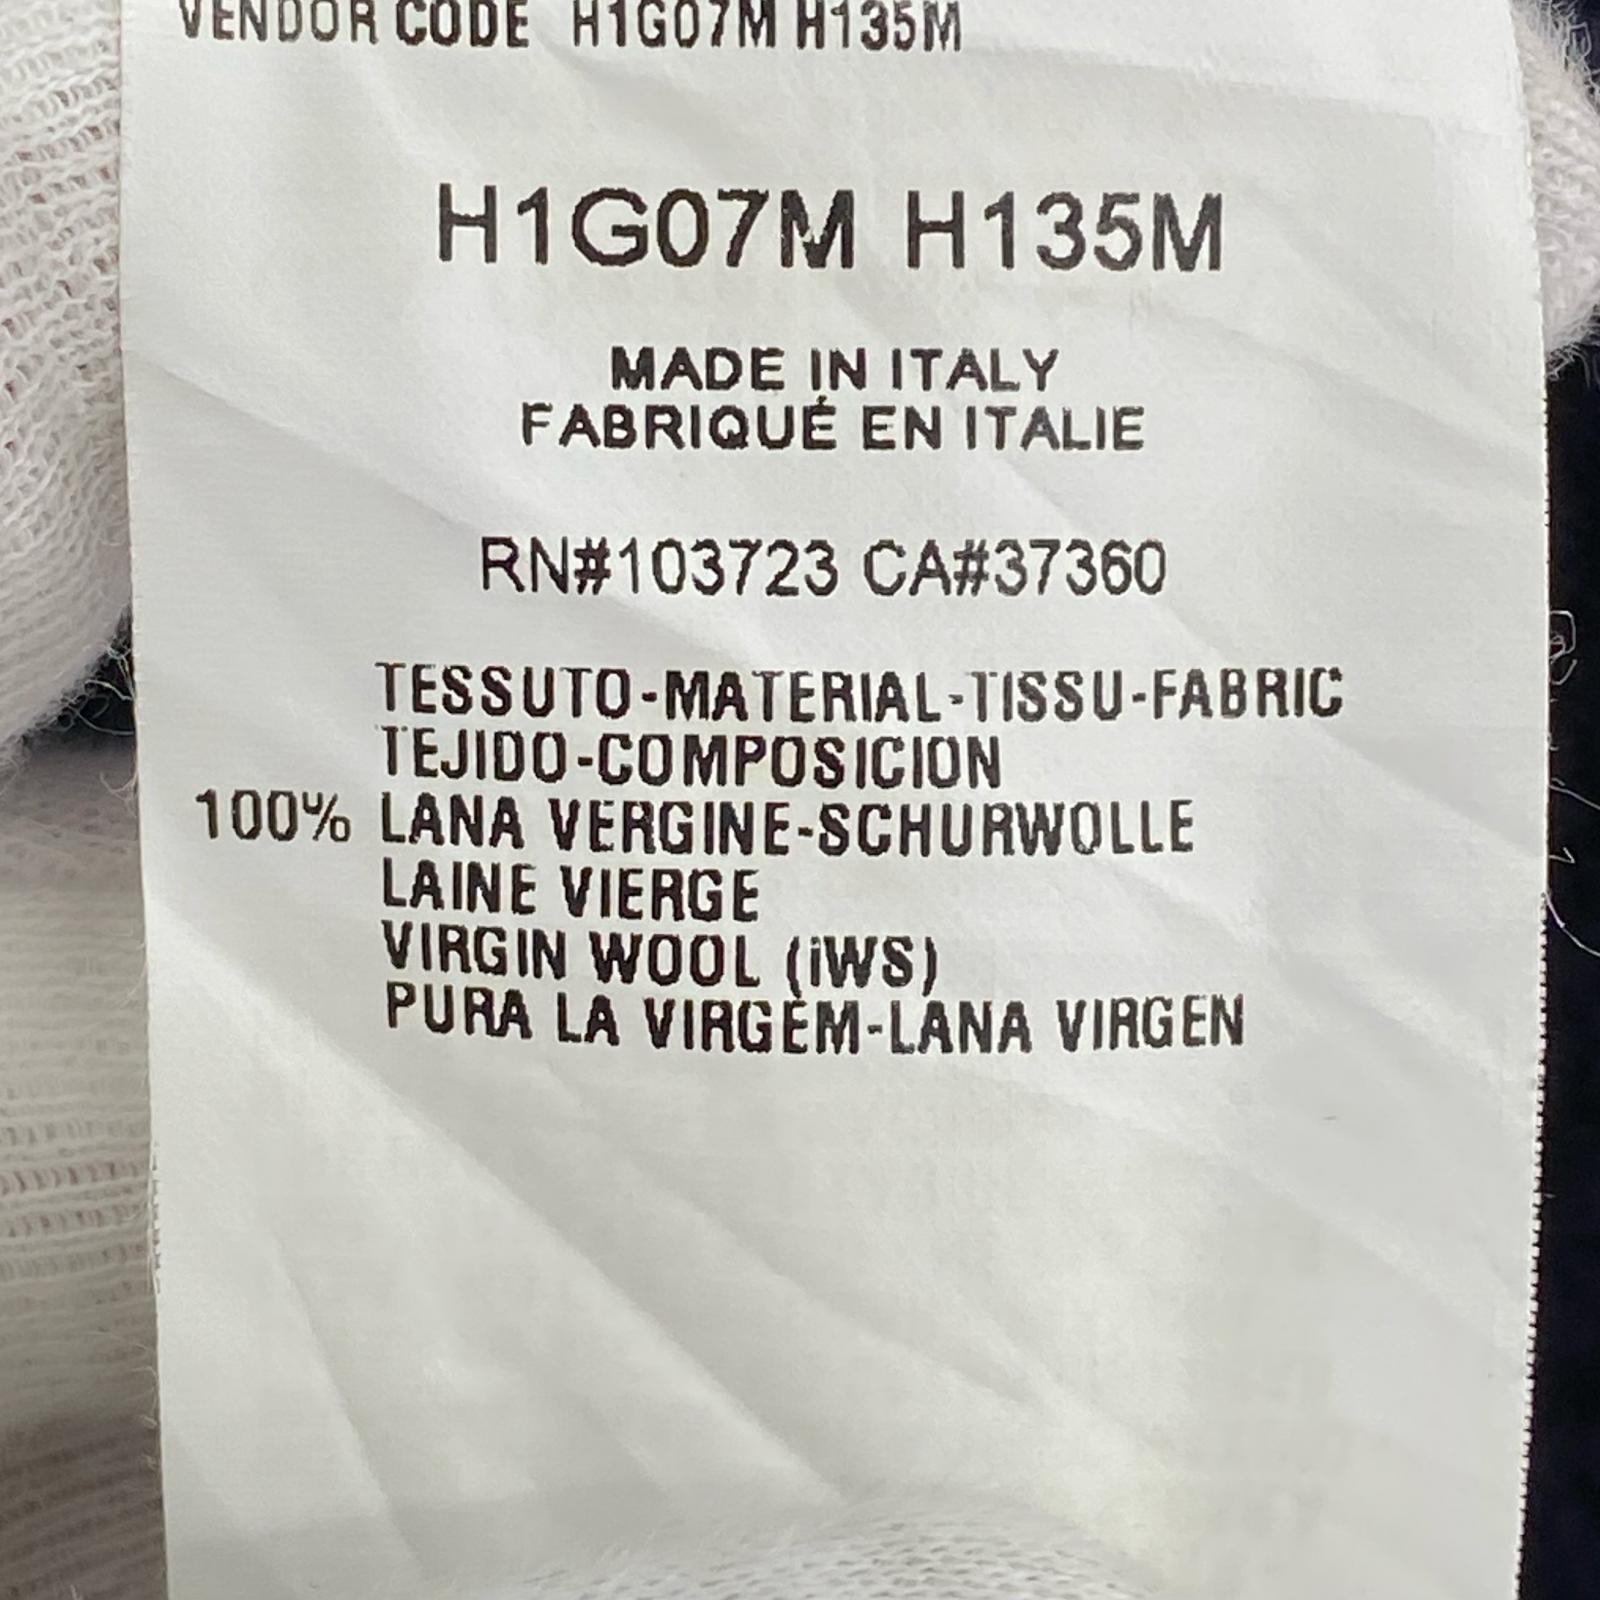 VENDOR CODE H1G07M H135M
H1G07M H135M
MADE IN ITALY
FABRIQUÉ EN ITALIE
RN#103723 CA#37360
TESSUTO-MATERIAL-TISSU-FABRIC
TEJIDO-COMPOSICION
100% LANA VERGINE-SCHURWOLLE
LAINE VIERGE
VIRGIN WOOL (iWS)
PURA LA VIRGEM-LANA VIRGEN